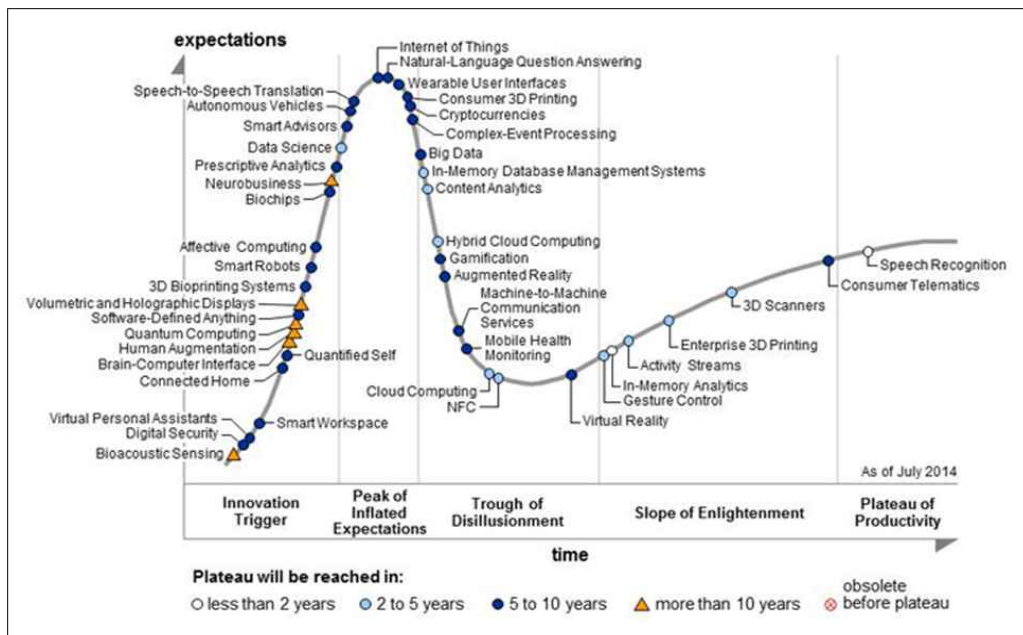 expectations
Internet of Things
Natural-Language Question Answering
Wearable User Interfaces
Consumer 3D Printing
Cryptocurrencies
Complex-Event Processing
Speech-to-Speech Translation
Autonomous Vehicles
Smart Advisors
Data Science
Prescriptive Analytics
Neurobusiness
Biochips
Big Data
In-Memory Database Management Systems
Content Analytics
Affective Computing
Smart Robots
3D Bioprinting Systems
Volumetric and Holographic Displays
Software-Defined Anything
Quantum Computing
Human Augmentation
Brain-Computer Interface
Quantified Self
Connected Home
Hybrid Cloud Computing
Gamification
Augmented Reality
Machine-to-Machine
Communication
Services
Mobile Health
Monitoring
Cloud Computing
NFC
Virtual Personal Assistants
Digital Security
Bioacoustic Sensing
Smart Workspace
Speech Recognition
Consumer Telematics
3D Scanners
Enterprise 3D Printing
Activity Streams
In-Memory Analytics
Gesture Control
Virtual Reality
As of July 2014
Innovation
Trigger
Peak of
Inflated
Expectations
Trough of
Disillusionment
Slope of Enlightenment
Plateau of
Productivity
time
Plateau will be reached in:
less than 2 years
2 to 5 years
5 to 10 years
more than 10 years
obsolete
before plateau